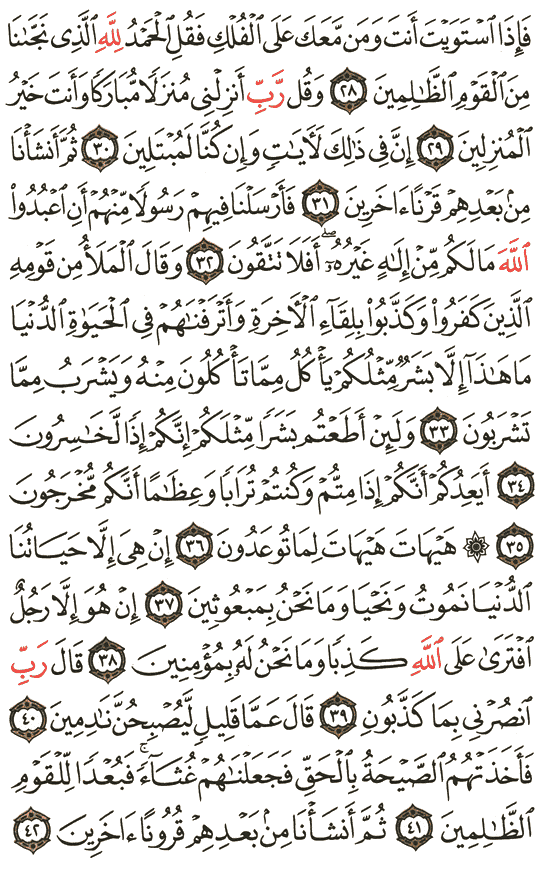 فَإِذَا ٱسْتَوَيْتَ أَنتَ وَمَن مَّعَكَ عَلَى ٱلْفُلْكِ فَقُلِ ٱلْحَمْدُ لِلَّهِ ٱلَّذِى نَجَّىٰنَا
مِنَ ٱلْقَوْمِ ٱلظَّٰلِمِينَ ٢٨ وَقُل رَّبِّ أَنزِلْنِى مُنزَلًا مُّبَارَكًا وَأَنتَ خَيْرُ
ٱلْمُنزِلِينَ ٢٩ إِنَّ فِى ذَٰلِكَ لَءَايَٰتٍ وَإِن كُنَّا لَمُبْتَلِينَ ٣٠ ثُمَّ أَنشَأْنَا
مِنۢ بَعْدِهِمْ قَرْنًا ءَاخَرِينَ ٣١ فَأَرْسَلْنَا فِيهِمْ رَسُولًا مِّنْهُمْ أَنِ ٱعْبُدُوا۟
ٱللَّهَ مَا لَكُم مِّنْ إِلَٰهٍ غَيْرُهُۥٓ ۖ أَفَلَا تَتَّقُونَ ٣٢ وَقَالَ ٱلْمَلَأُ مِن قَوْمِهِ
ٱلَّذِينَ كَفَرُوا۟ وَكَذَّبُوا۟ بِلِقَآءِ ٱلْءَاخِرَةِ وَأَتْرَفْنَٰهُمْ فِى ٱلْحَيَوٰةِ ٱلدُّنْيَا
مَا هَٰذَآ إِلَّا بَشَرٌ مِّثْلُكُمْ يَأْكُلُ مِمَّا تَأْكُلُونَ مِنْهُ وَيَشْرَبُ مِمَّا
تَشْرَبُونَ ٣٣ وَلَئِنْ أَطَعْتُم بَشَرًا مِّثْلَكُمْ إِنَّكُمْ إِذًا لَّخَٰسِرُونَ
٣٤ أَيَعِدُكُمْ أَنَّكُمْ إِذَا مِتُّمْ وَكُنتُمْ تُرَابًا وَعِظَٰمًا أَنَّكُم مُّخْرَجُونَ
٣٥ ۞ هَيْهَاتَ هَيْهَاتَ لِمَا تُوعَدُونَ ٣٦ إِنْ هِىَ إِلَّا حَيَاتُنَا
ٱلدُّنْيَا نَمُوتُ وَنَحْيَا وَمَا نَحْنُ بِمَبْعُوثِينَ ٣٧ إِنْ هُوَ إِلَّا رَجُلٌ
ٱفْتَرَىٰ عَلَى ٱللَّهِ كَذِبًا وَمَا نَحْنُ لَهُۥ بِمُؤْمِنِينَ ٣٨ قَالَ رَبِّ
ٱنصُرْنِى بِمَا كَذَّبُونِ ٣٩ قَالَ عَمَّا قَلِيلٍ لَّيُصْبِحُنَّ نَٰدِمِينَ ٤٠
فَأَخَذَتْهُمُ ٱلصَّيْحَةُ بِٱلْحَقِّ فَجَعَلْنَٰهُمْ غُثَآءً ۚ فَبُعْدًا لِّلْقَوْمِ
ٱلظَّٰلِمِينَ ٤١ ثُمَّ أَنشَأْنَا مِنۢ بَعْدِهِمْ قُرُونًا ءَاخَرِينَ ٤٢